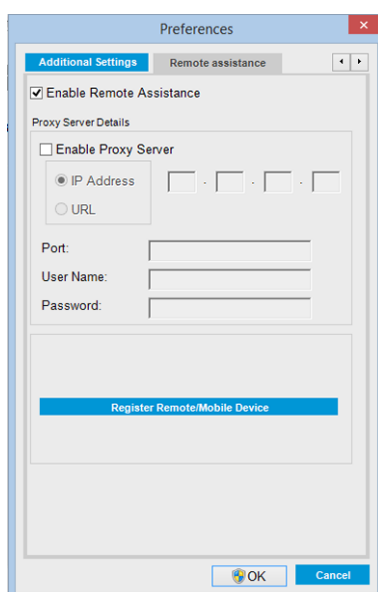 Preferences
Additional Settings Remote assistance
Enable Remote Assistance
Proxy Server Details
Enable Proxy Server
IP Address . . .
URL
Port:
User Name:
Password:
Register Remote/Mobile Device
OK Cancel